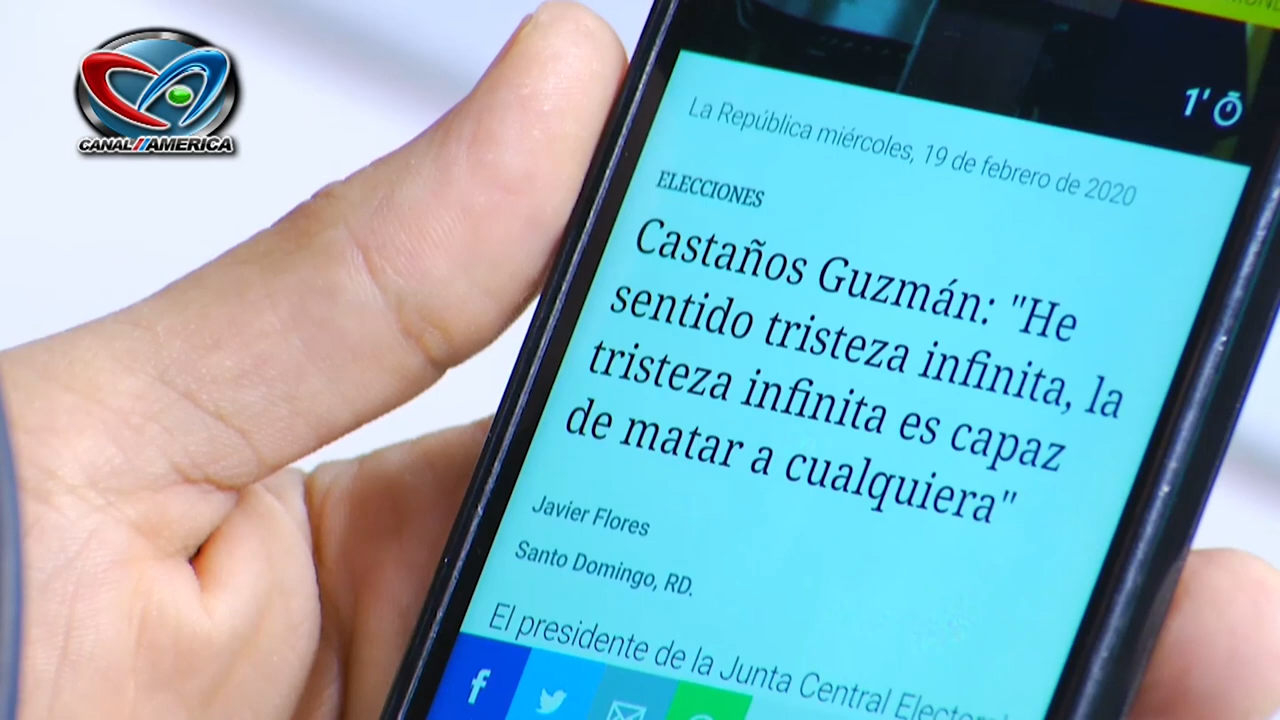 CANAL//AMERICA
1'
La República miércoles, 19 de febrero de 2020
ELECCIONES
Castaños Guzmán: "He
sentido tristeza infinita, la
tristeza infinita es capaz
de matar a cualquiera"
Javier Flores
Santo Domingo, RD.
El presidente de la Junta Central
f